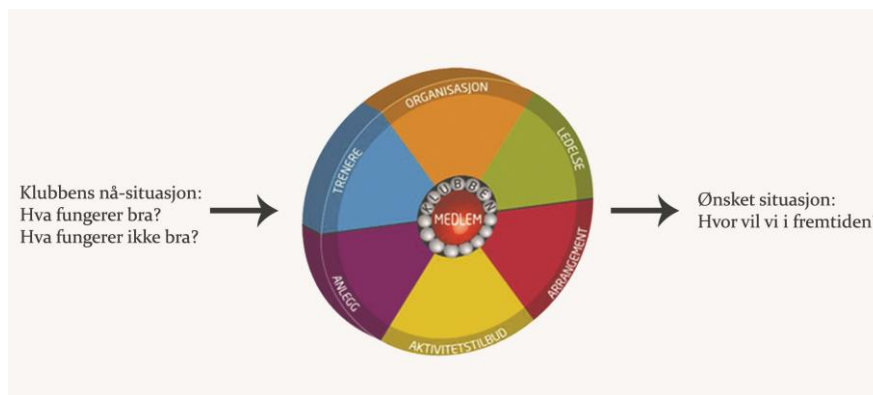 Klubbens nå-situasjon:
Hva fungerer bra?
Hva fungerer ikke bra?
ORGANISASJON
LEDELSE
TRENERE
KLUBBEN
MEDLEM
ANLEGG
ARRANGEMENT
AKTIVITETSTILBUD
Ønsket situasjon:
Hvor vil vi i fremtiden?